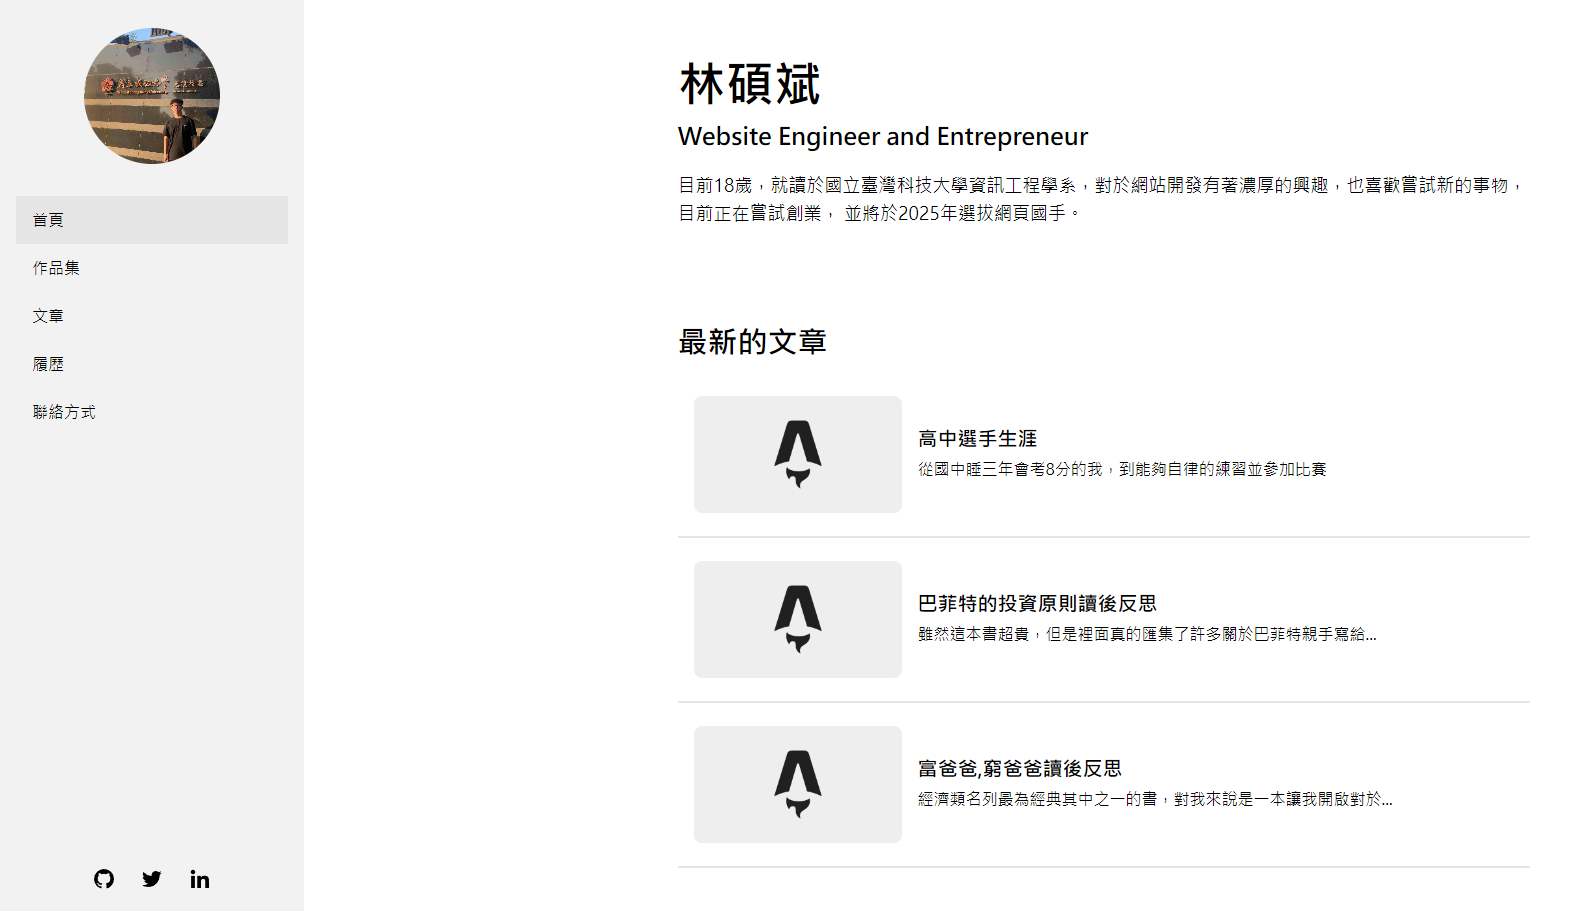 首頁
作品集
文章
履歷
聯絡方式
林碩斌
Website Engineer and Entrepreneur
目前18歲，就讀於國立臺灣科技大學資訊工程學系，對於網站開發有著濃厚的興趣，也喜歡嘗試新的事物，
目前正在嘗試創業， 並將於2025年選拔網頁國手。
最新的文章
高中選手生涯
從國中睡三年會考8分的我，到能夠自律的練習並參加比賽
巴菲特的投資原則讀後反思
雖然這本書超貴，但是裡面真的匯集了許多關於巴菲特親手寫給...
富爸爸,窮爸爸讀後反思
經濟類名列最為經典其中之一的書，對我來說是一本讓我開啟對於...